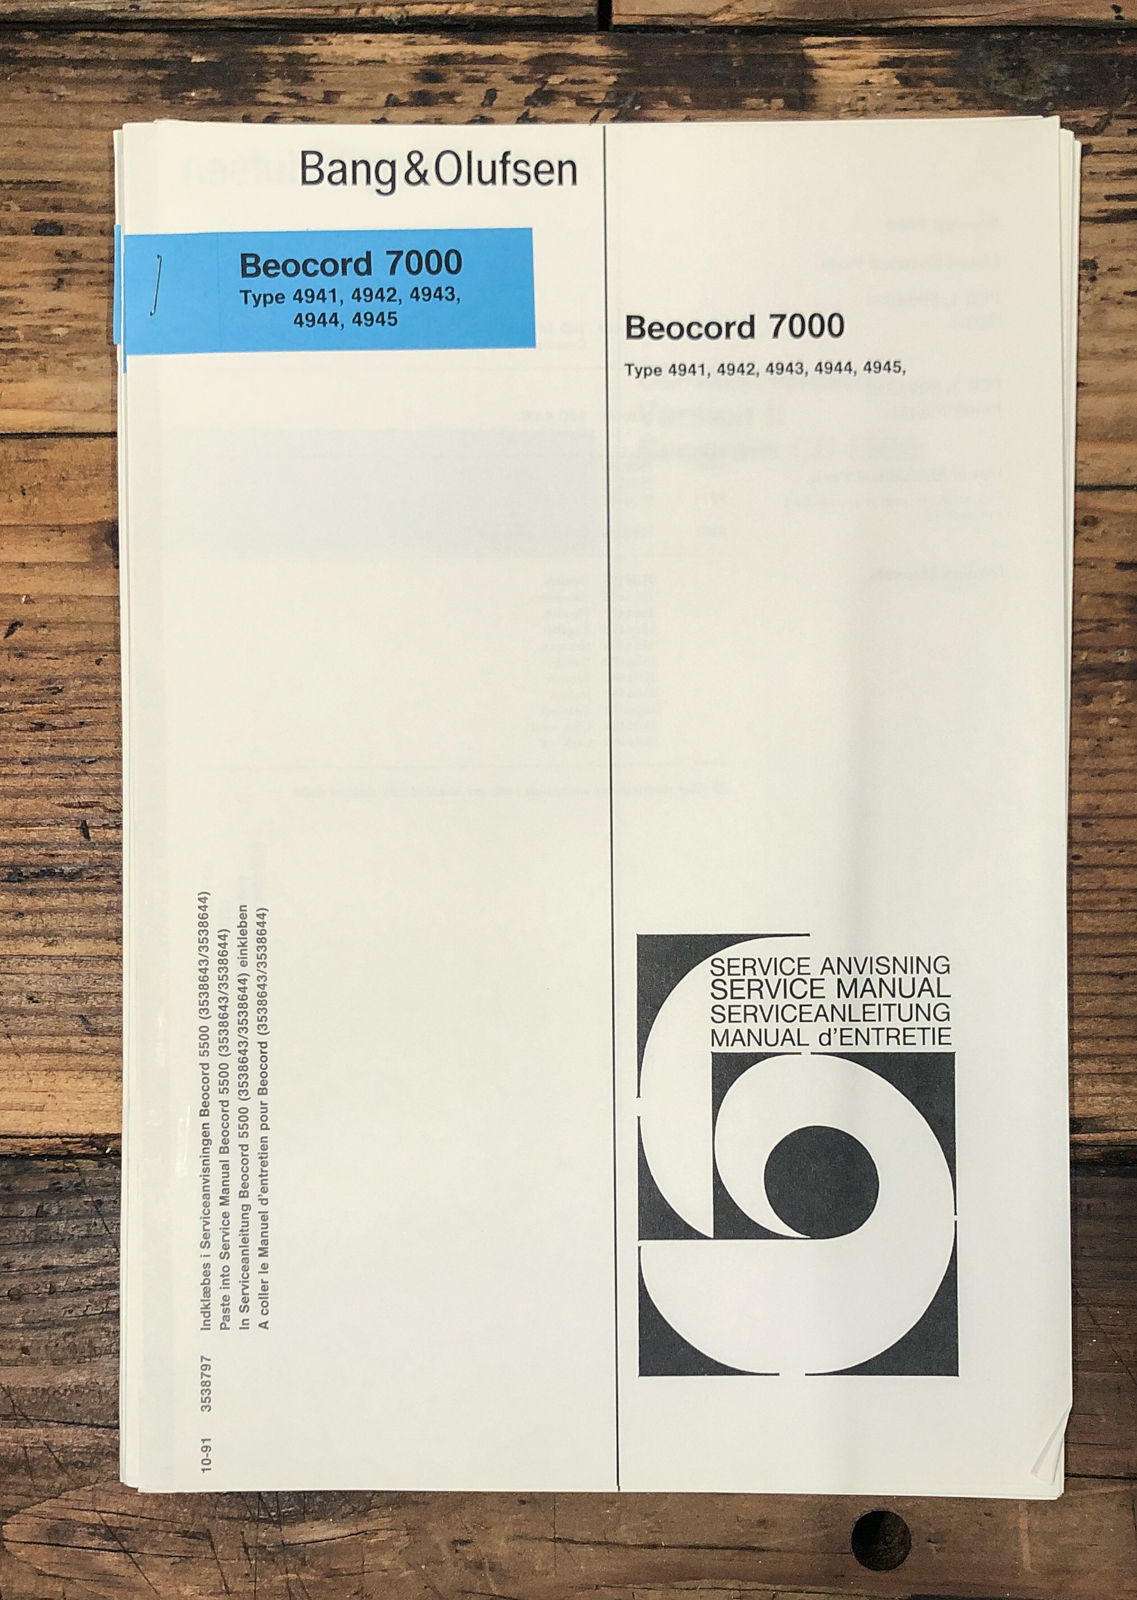 Bang&Olufsen
Beocord 7000
Type 4941, 4942, 4943,
4944, 4945
Beocord 7000
Type 4941, 4942, 4943, 4944, 4945,
SERVICE ANVISNING
SERVICE MANUAL
SERVICEANLEITUNG
MANUAL d'ENTRETIE
Indklæbes i Serviceanvisningen Beocord 5500 (3538643/3538644)
Paste into Service Manual Beocord 5500 (3538643/3538644)
In Serviceanleitung Beocord 5500 (3538643/3538644) einkleben
A coller le Manuel d'entretien pour Beocord (3538643/3538644)
10-91 3538797